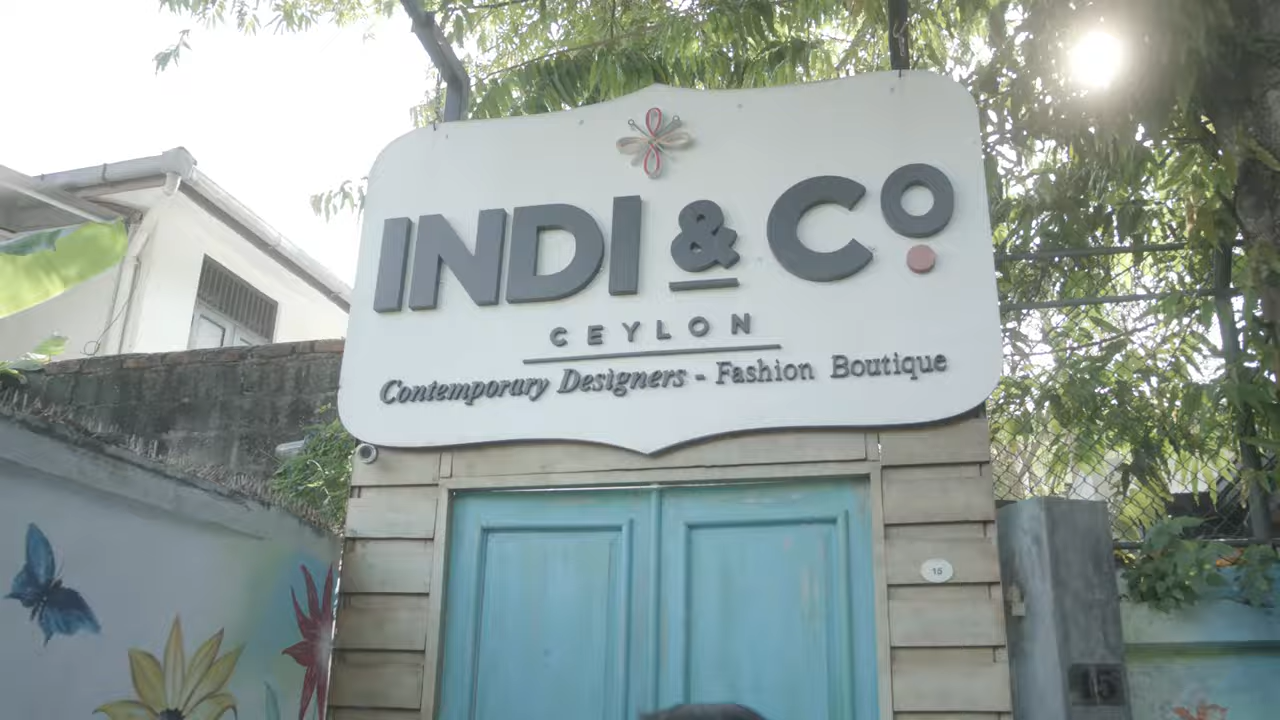 INDI & Co
CEYLON
Contemporary Designers - Fashion Boutique
15
15